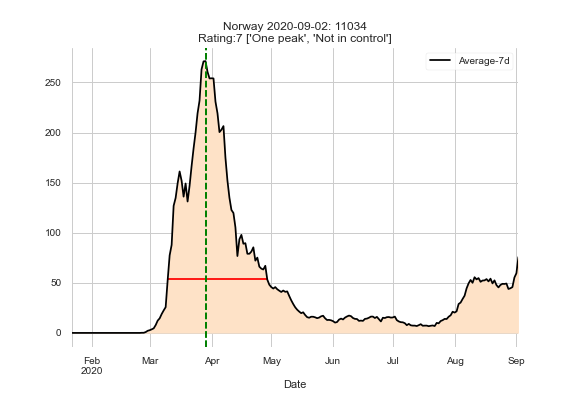 Norway 2020-09-02: 11034
Rating:7 ['One peak', 'Not in control']
Average-7d
250
200
150
100
50
0
Feb
2020
Mar
Apr
May
Jun
Jul
Aug
Sep
Date